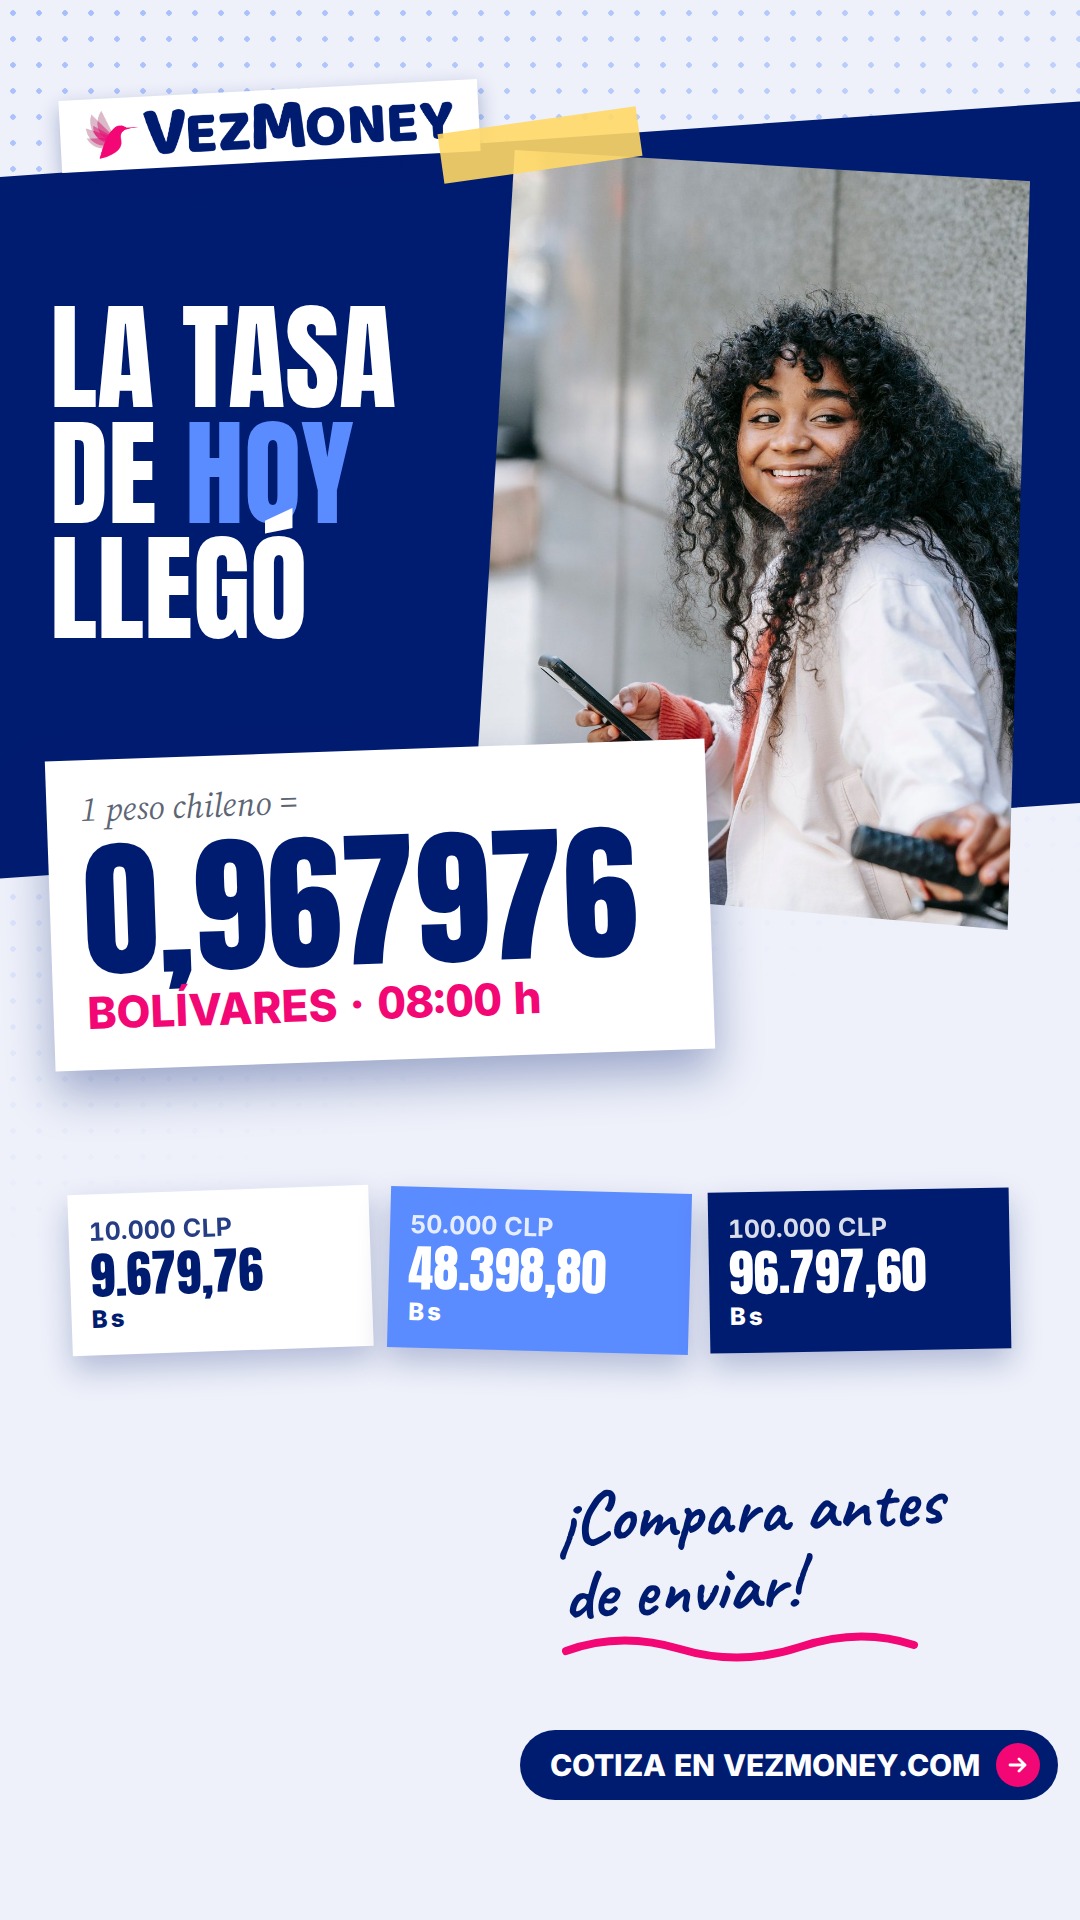 VEZMONEY
LA TASA
DE HOY
LLEGÓ
1 peso chileno =
0,967976
BOLÍVARES · 08:00 h
10.000 CLP
9.679,76
Bs
50.000 CLP
48.398,80
Bs
100.000 CLP
96.797,60
Bs
¡Compara antes
de enviar!
COTIZA EN VEZMONEY.COM